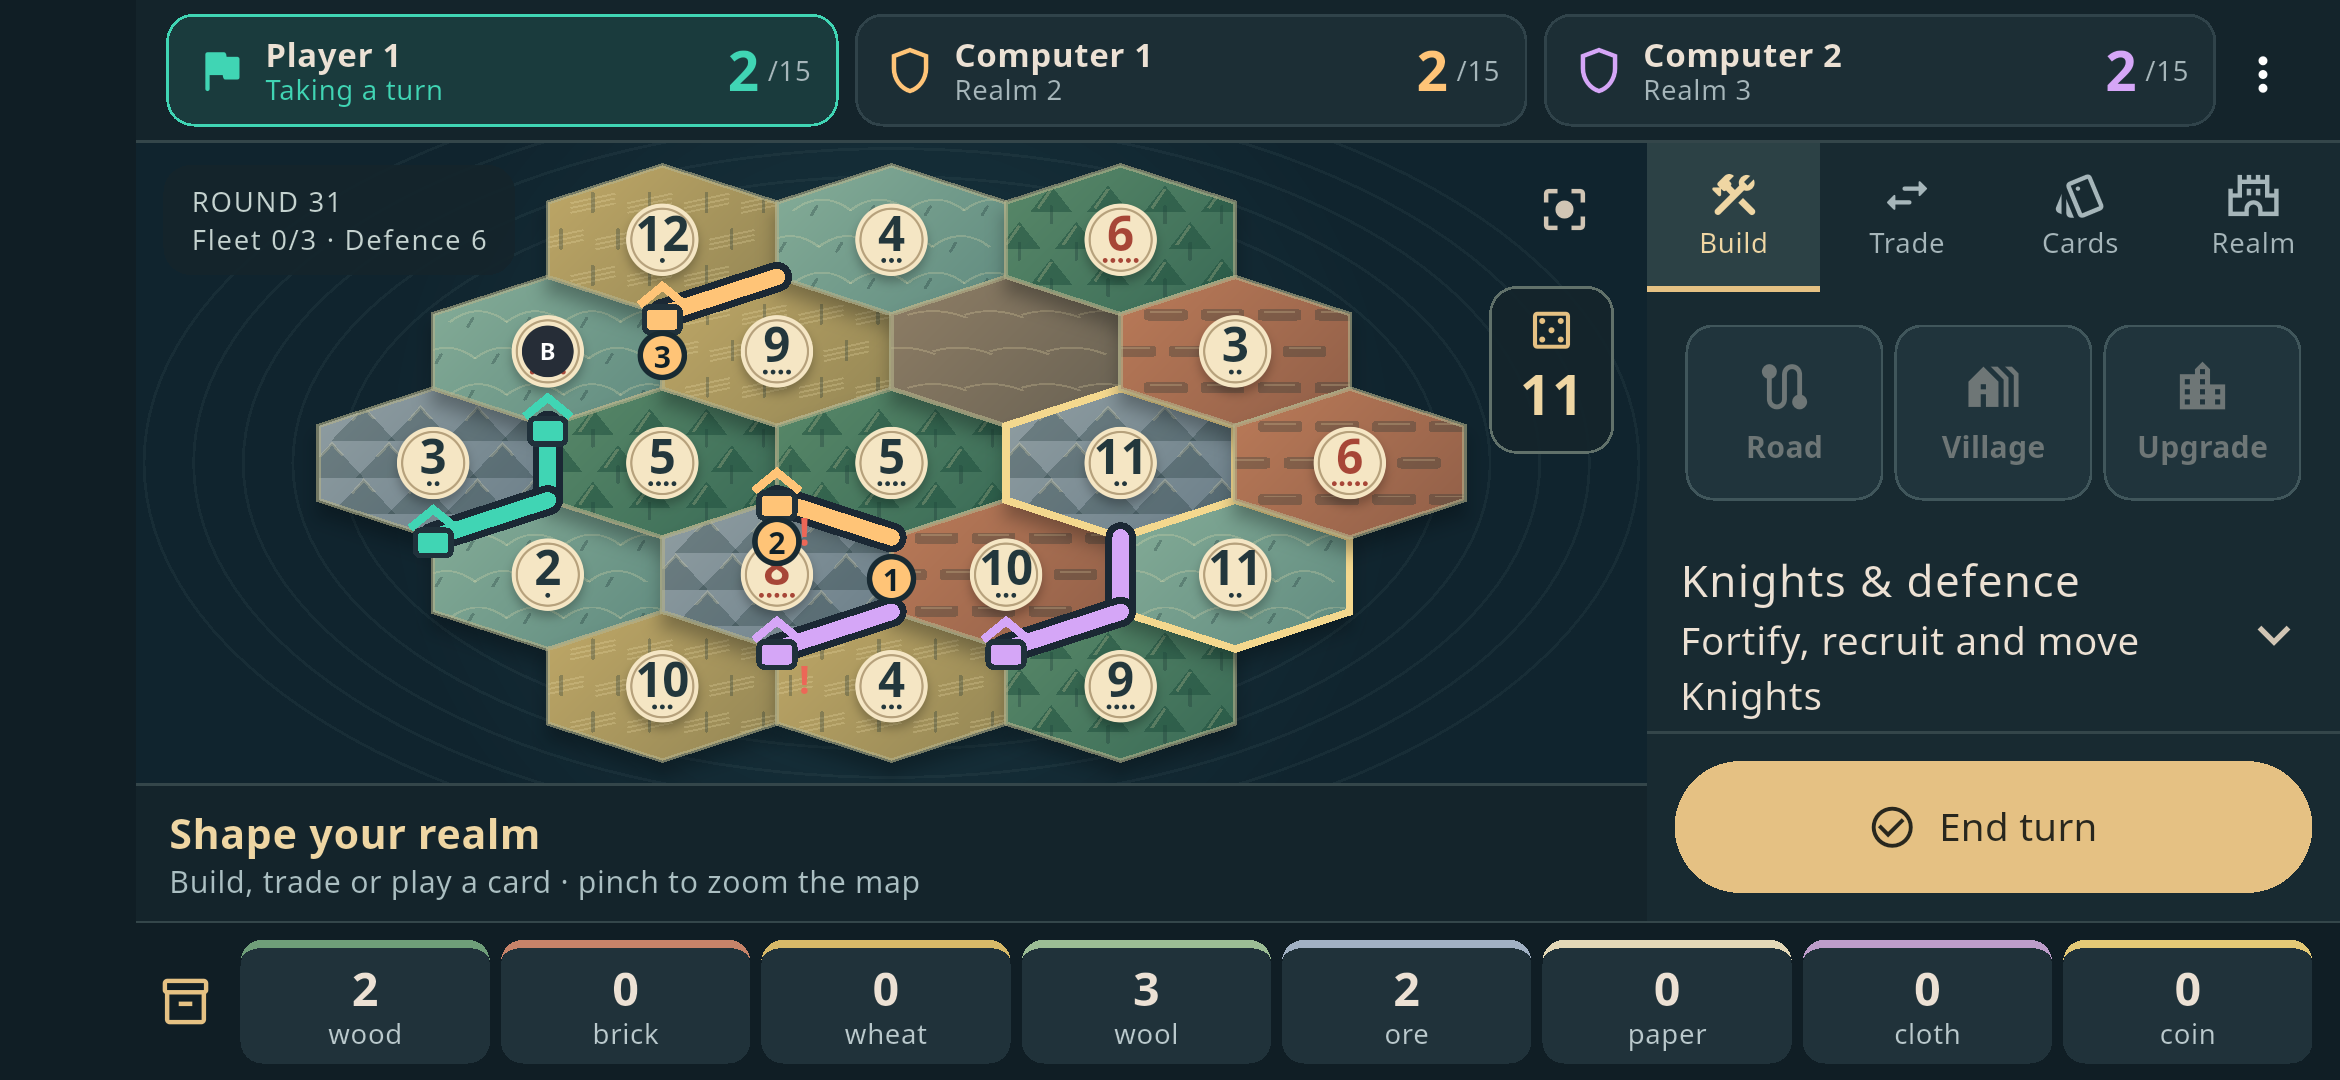 Player 1
Taking a turn
2 /15
Computer 1
Realm 2
2 /15
Computer 2
Realm 3
2 /15
ROUND 31
Fleet 0/3 · Defence 6
12
4
6
B
3
9
3
3
5
5
11
6
2
2
!
8
1
10
11
10
!
4
9
11
Build
Trade
Cards
Realm
Road
Village
Upgrade
Knights & defence
Fortify, recruit and move
Knights
End turn
Shape your realm
Build, trade or play a card · pinch to zoom the map
2
wood
0
brick
0
wheat
3
wool
2
ore
0
paper
0
cloth
0
coin